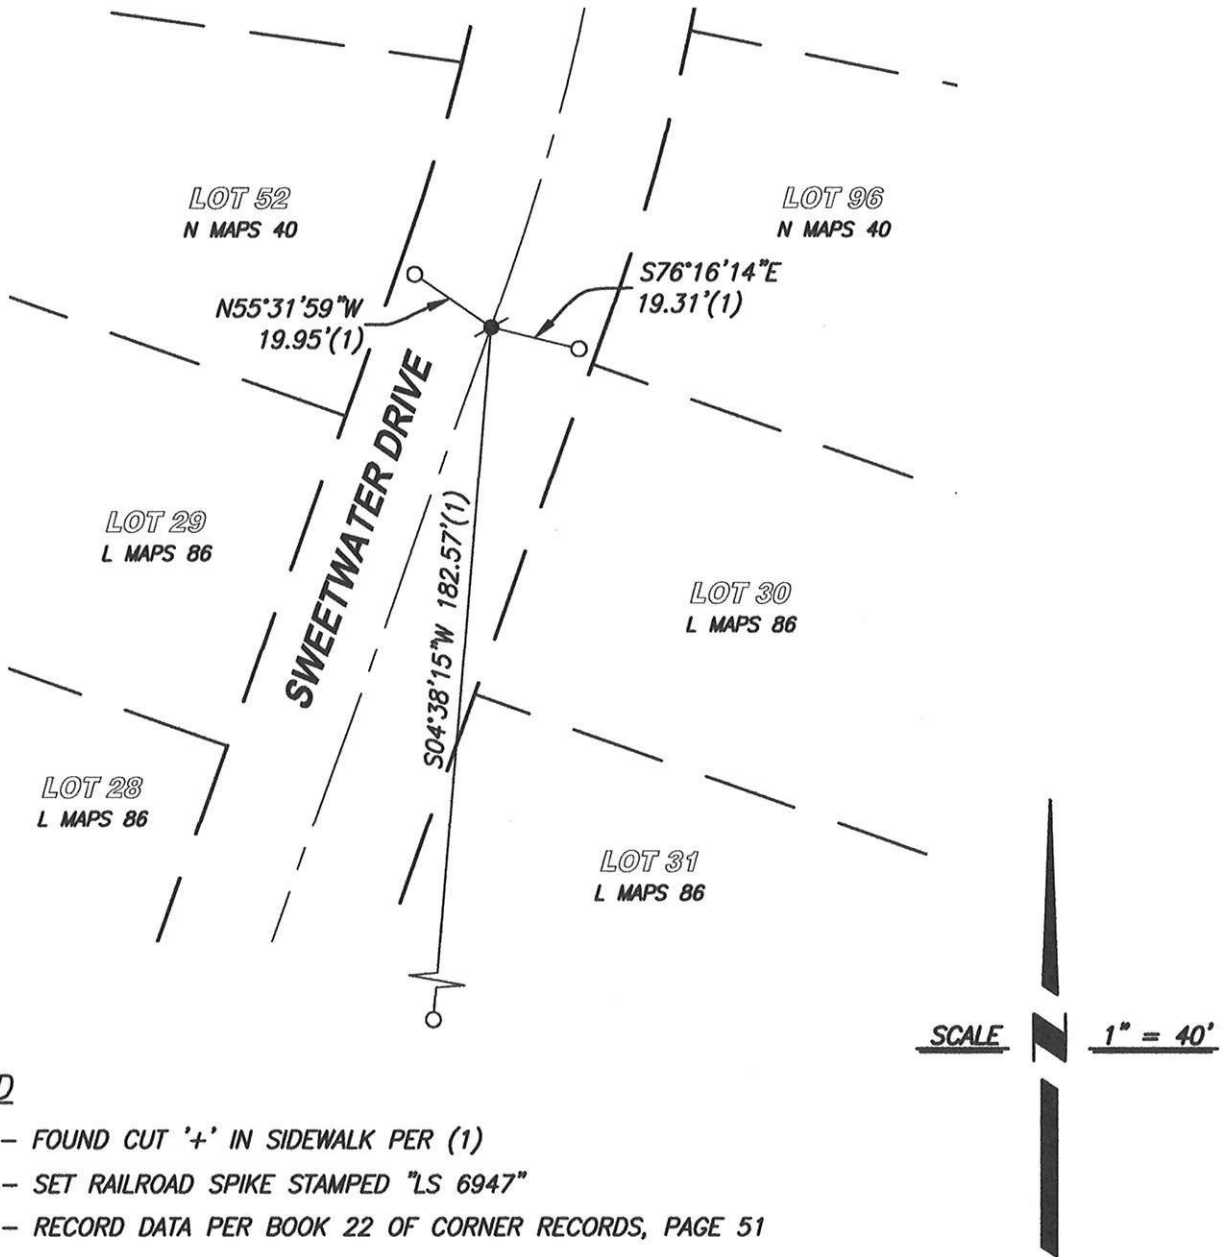 LOT 52
N MAPS 40
LOT 96
N MAPS 40
N55°31'59"W
19.95'(1)
S76°16'14"E
19.31'(1)
SWEETWATER DRIVE
S04°38'15"W 182.57'(1)
LOT 29
L MAPS 86
LOT 30
L MAPS 86
LOT 28
L MAPS 86
LOT 31
L MAPS 86
SCALE N 1" = 40'
D
– FOUND CUT '+' IN SIDEWALK PER (1)
– SET RAILROAD SPIKE STAMPED "LS 6947"
– RECORD DATA PER BOOK 22 OF CORNER RECORDS, PAGE 51